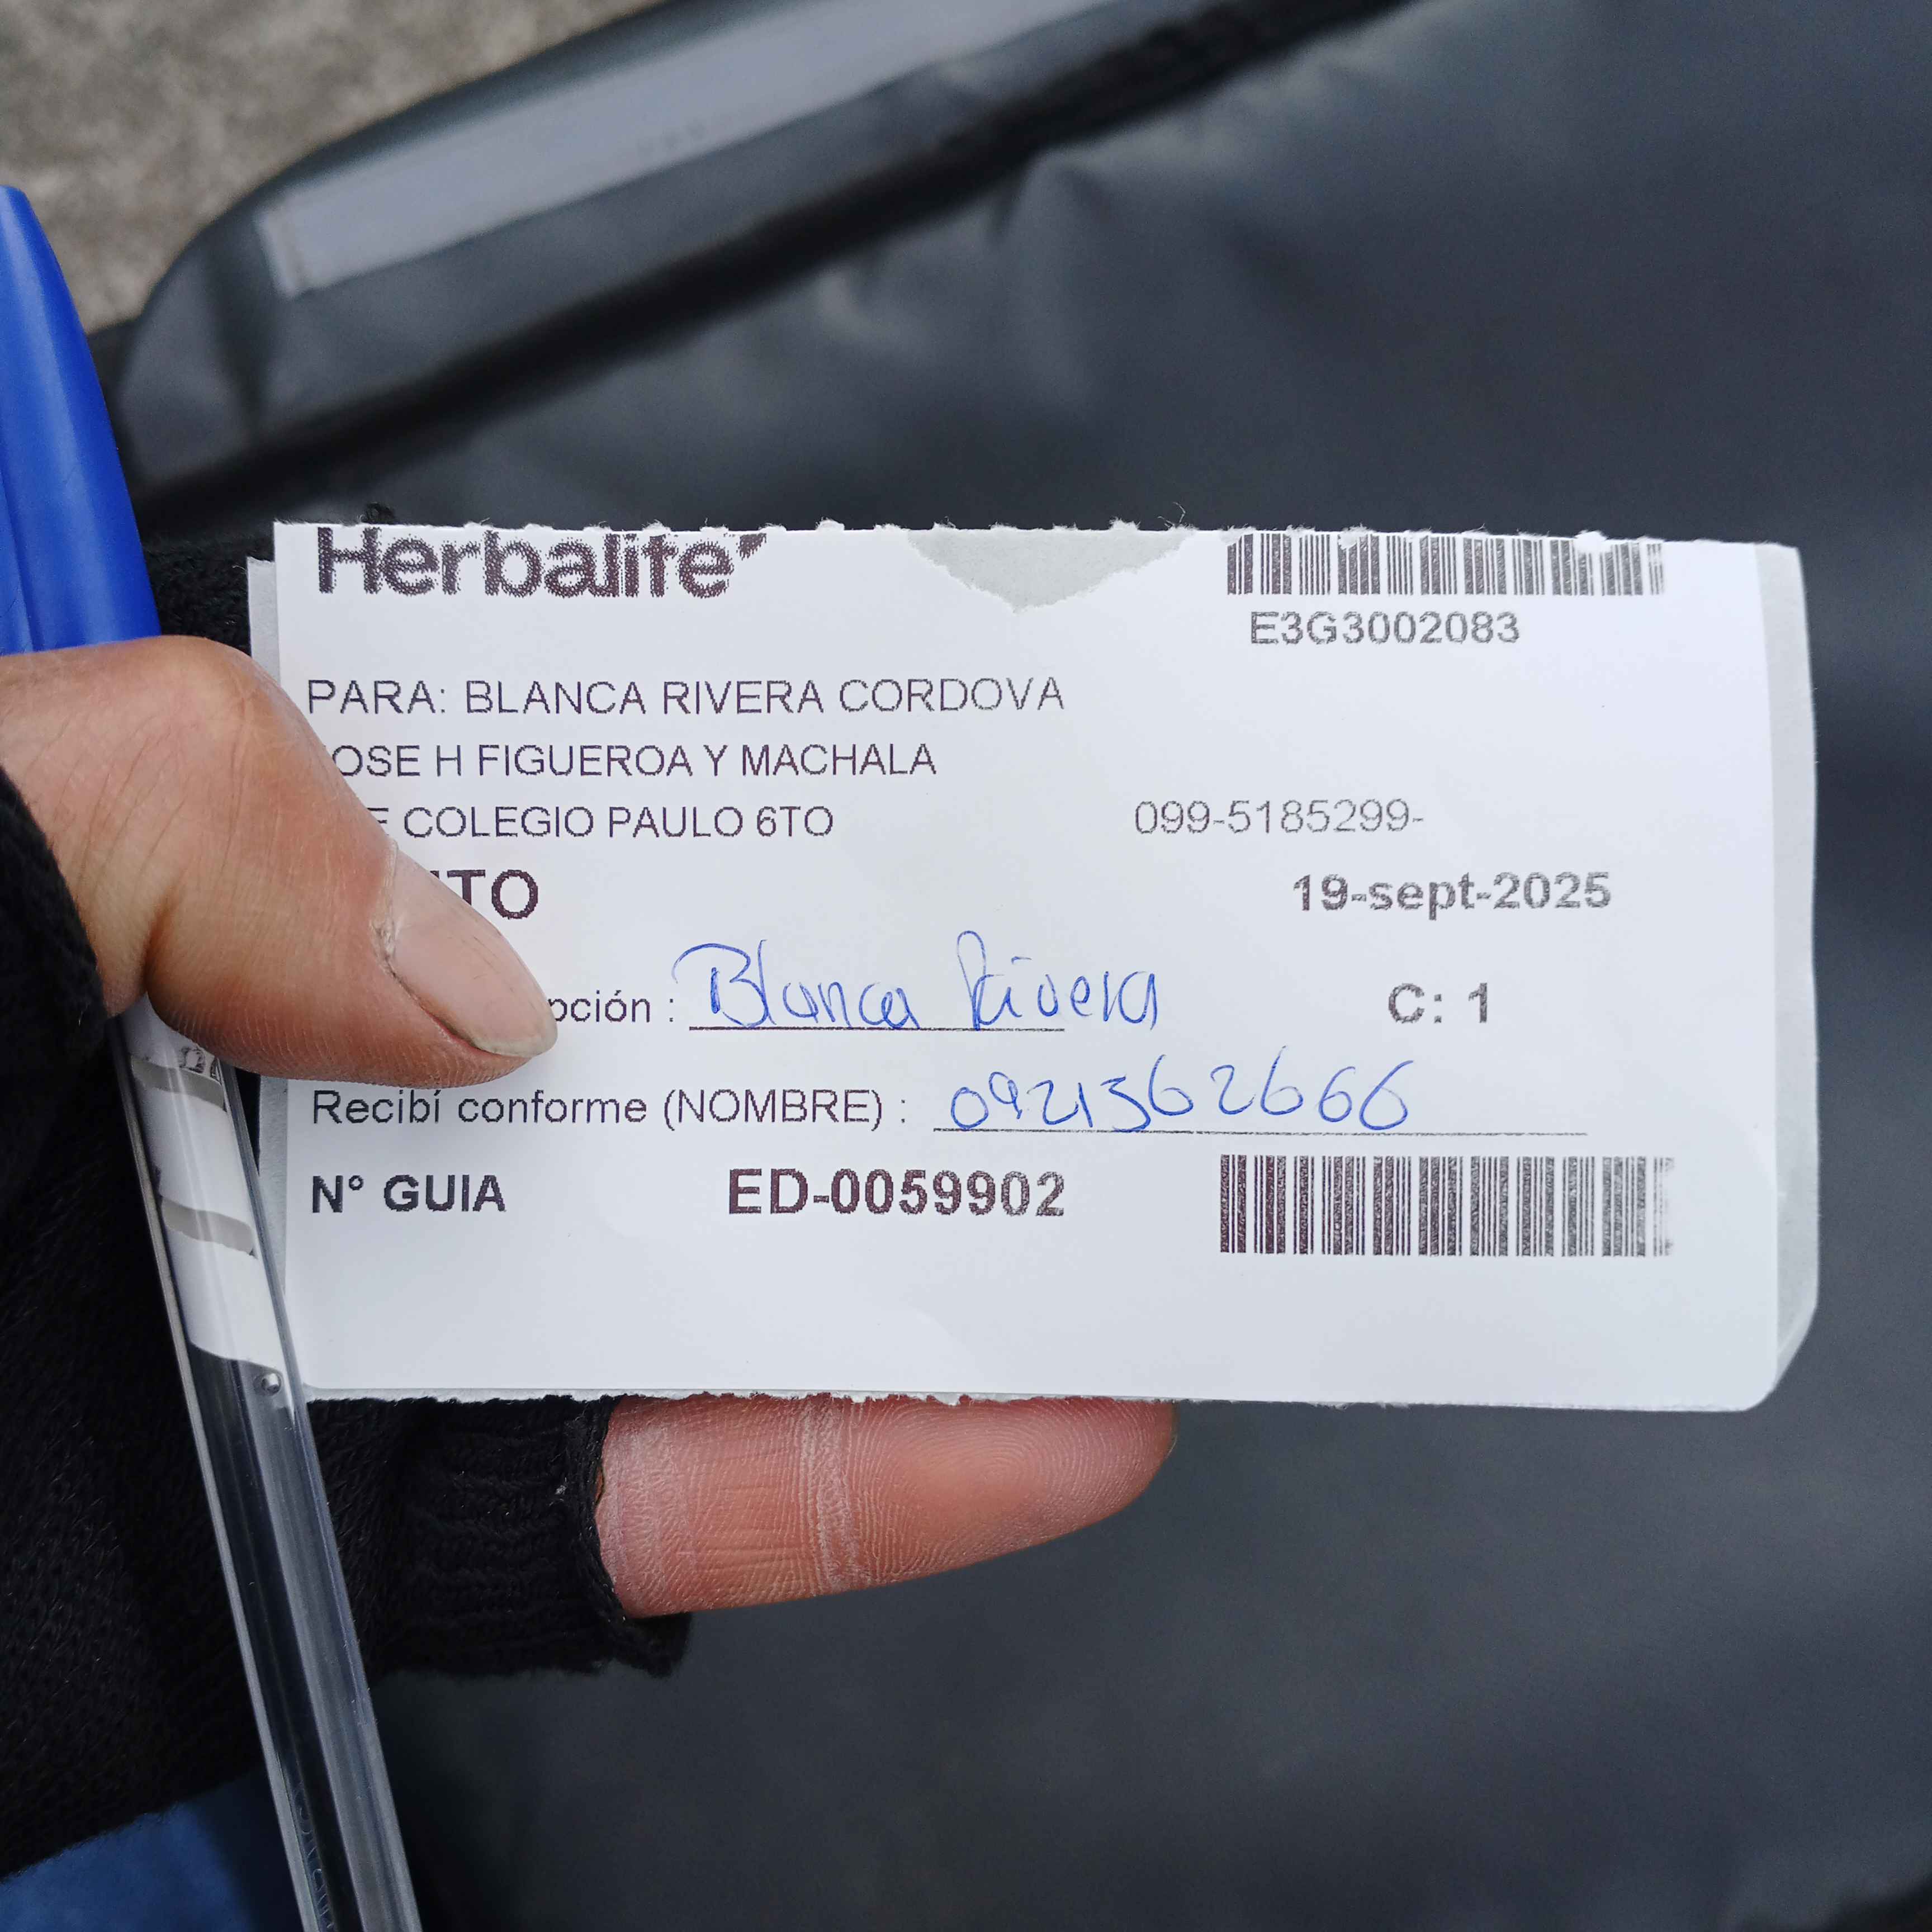 Herbalife
E3G3002083
PARA: BLANCA RIVERA CORDOVA
OSE H FIGUEROA Y MACHALA
E COLEGIO PAULO 6TO 099-5185299-
ITO 19-sept-2025
pción : Blanca Rivera C: 1
Recibí conforme (NOMBRE) : 0921362666
N° GUIA ED-0059902